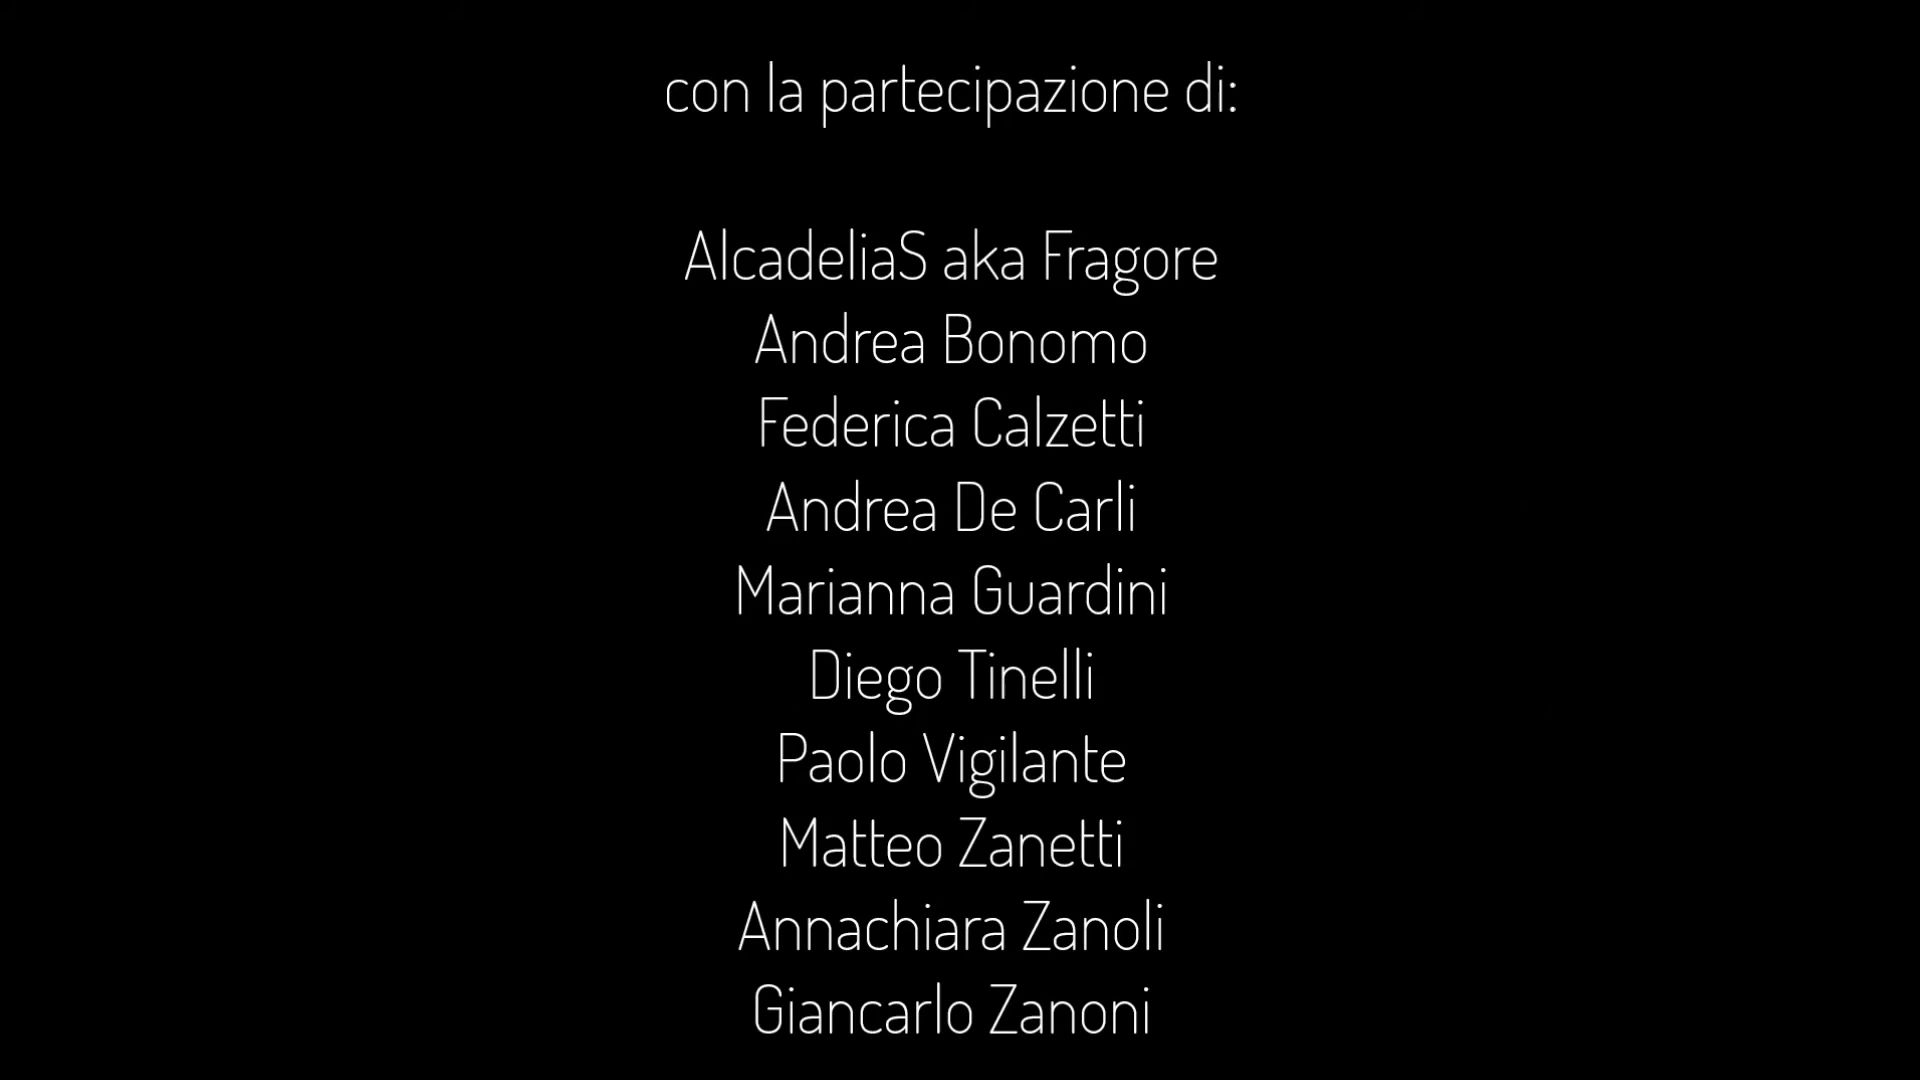 con la partecipazione di:
AlcadeliaS aka Fragore
Andrea Bonomo
Federica Calzetti
Andrea De Carli
Marianna Guardini
Diego Tinelli
Paolo Vigilante
Matteo Zanetti
Annachiara Zanoli
Giancarlo Zanoni